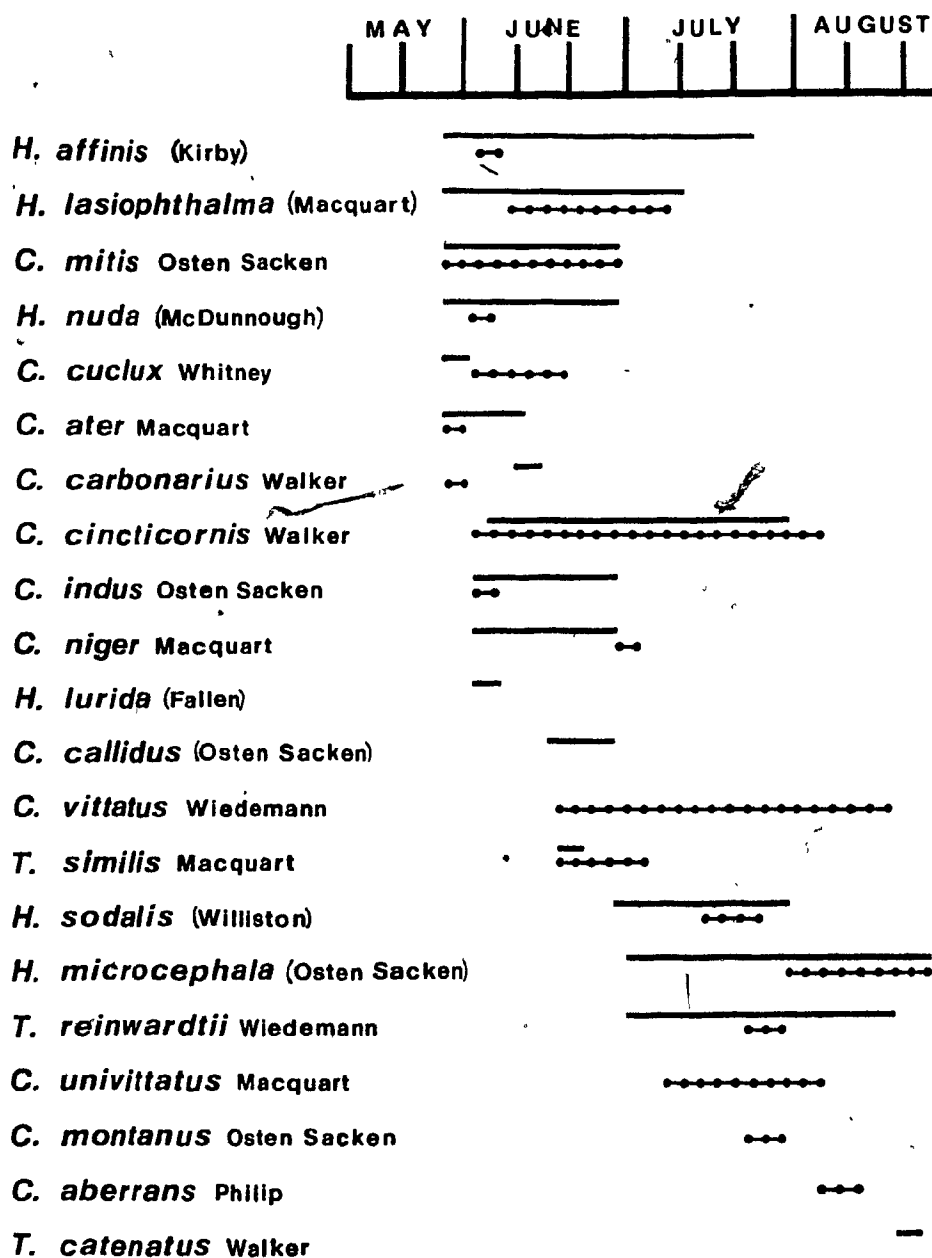 MAY JUNE JULY AUGUST
H. affinis (Kirby)
H. lasiophthalma (Macquart)
C. mitis Osten Sacken
H. nuda (McDunnough)
C. cuclux Whitney
C. ater Macquart
C. carbonarius Walker
C. cincticornis Walker
C. indus Osten Sacken
C. niger Macquart
H. lurida (Fallen)
C. callidus (Osten Sacken)
C. vittatus Wiedemann
T. similis Macquart
H. sodalis (Williston)
H. microcephala (Osten Sacken)
T. reinwardtii Wiedemann
C. univittatus Macquart
C. montanus Osten Sacken
C. aberrans Philip
T. catenatus Walker